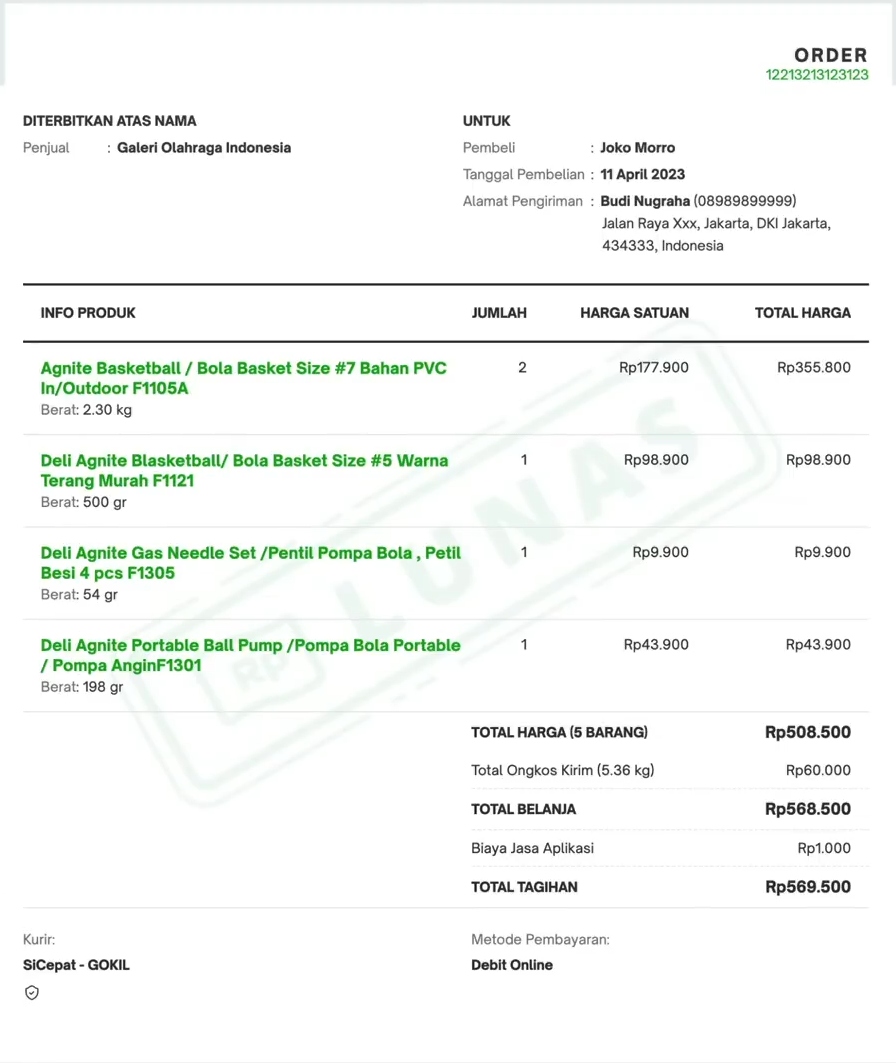 ORDER
12213213123123
DITERBITKAN ATAS NAMA
Penjual : Galeri Olahraga Indonesia
UNTUK
Pembeli : Joko Morro
Tanggal Pembelian : 11 April 2023
Alamat Pengiriman : Budi Nugraha (08989899999)
Jalan Raya Xxx, Jakarta, DKI Jakarta,
434333, Indonesia
INFO PRODUK JUMLAH HARGA SATUAN TOTAL HARGA
Agnite Basketball / Bola Basket Size #7 Bahan PVC 2 Rp177.900 Rp355.800
In/Outdoor F1105A
Berat: 2.30 kg
Deli Agnite Blasketball/ Bola Basket Size #5 Warna 1 Rp98.900 Rp98.900
Terang Murah F1121
Berat: 500 gr
Deli Agnite Gas Needle Set /Pentil Pompa Bola , Petil 1 Rp9.900 Rp9.900
Besi 4 pcs F1305
Berat: 54 gr
Deli Agnite Portable Ball Pump /Pompa Bola Portable 1 Rp43.900 Rp43.900
/ Pompa AnginF1301
Berat: 198 gr
RP LUNAS
TOTAL HARGA (5 BARANG) Rp508.500
Total Ongkos Kirim (5.36 kg) Rp60.000
TOTAL BELANJA Rp568.500
Biaya Jasa Aplikasi Rp1.000
TOTAL TAGIHAN Rp569.500
Kurir:
SiCepat - GOKIL
Metode Pembayaran:
Debit Online